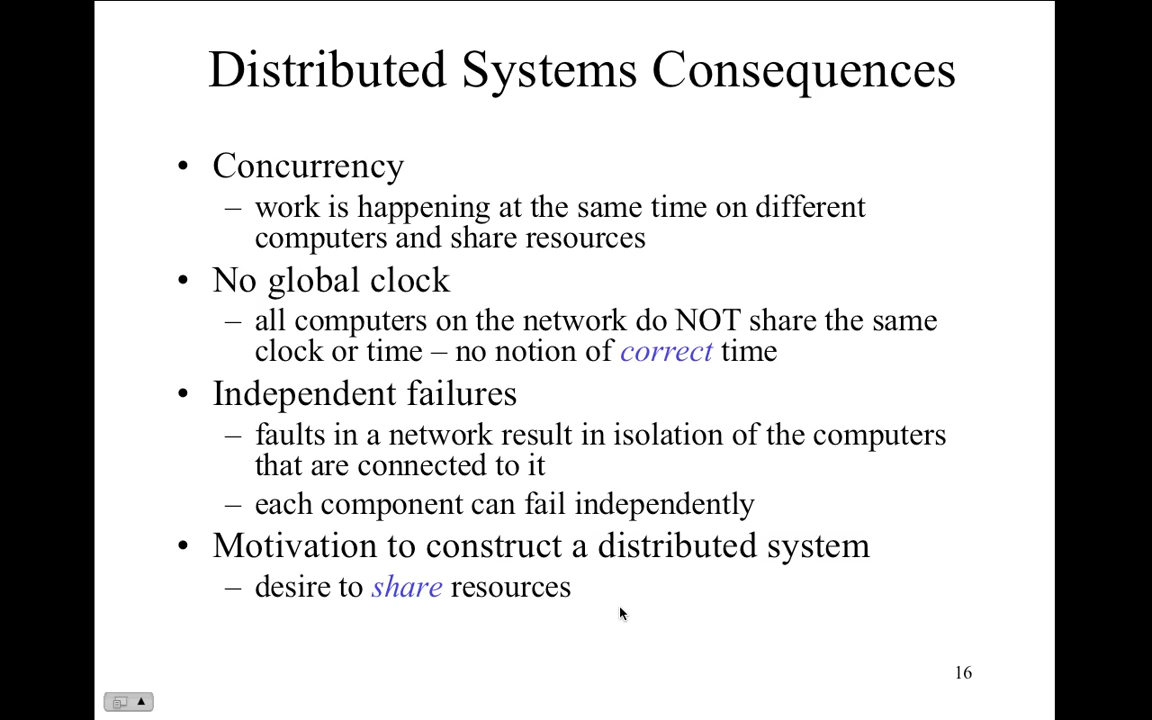 Distributed Systems Consequences
• Concurrency
– work is happening at the same time on different
computers and share resources
• No global clock
– all computers on the network do NOT share the same
clock or time – no notion of correct time
• Independent failures
– faults in a network result in isolation of the computers
that are connected to it
– each component can fail independently
• Motivation to construct a distributed system
– desire to share resources
16